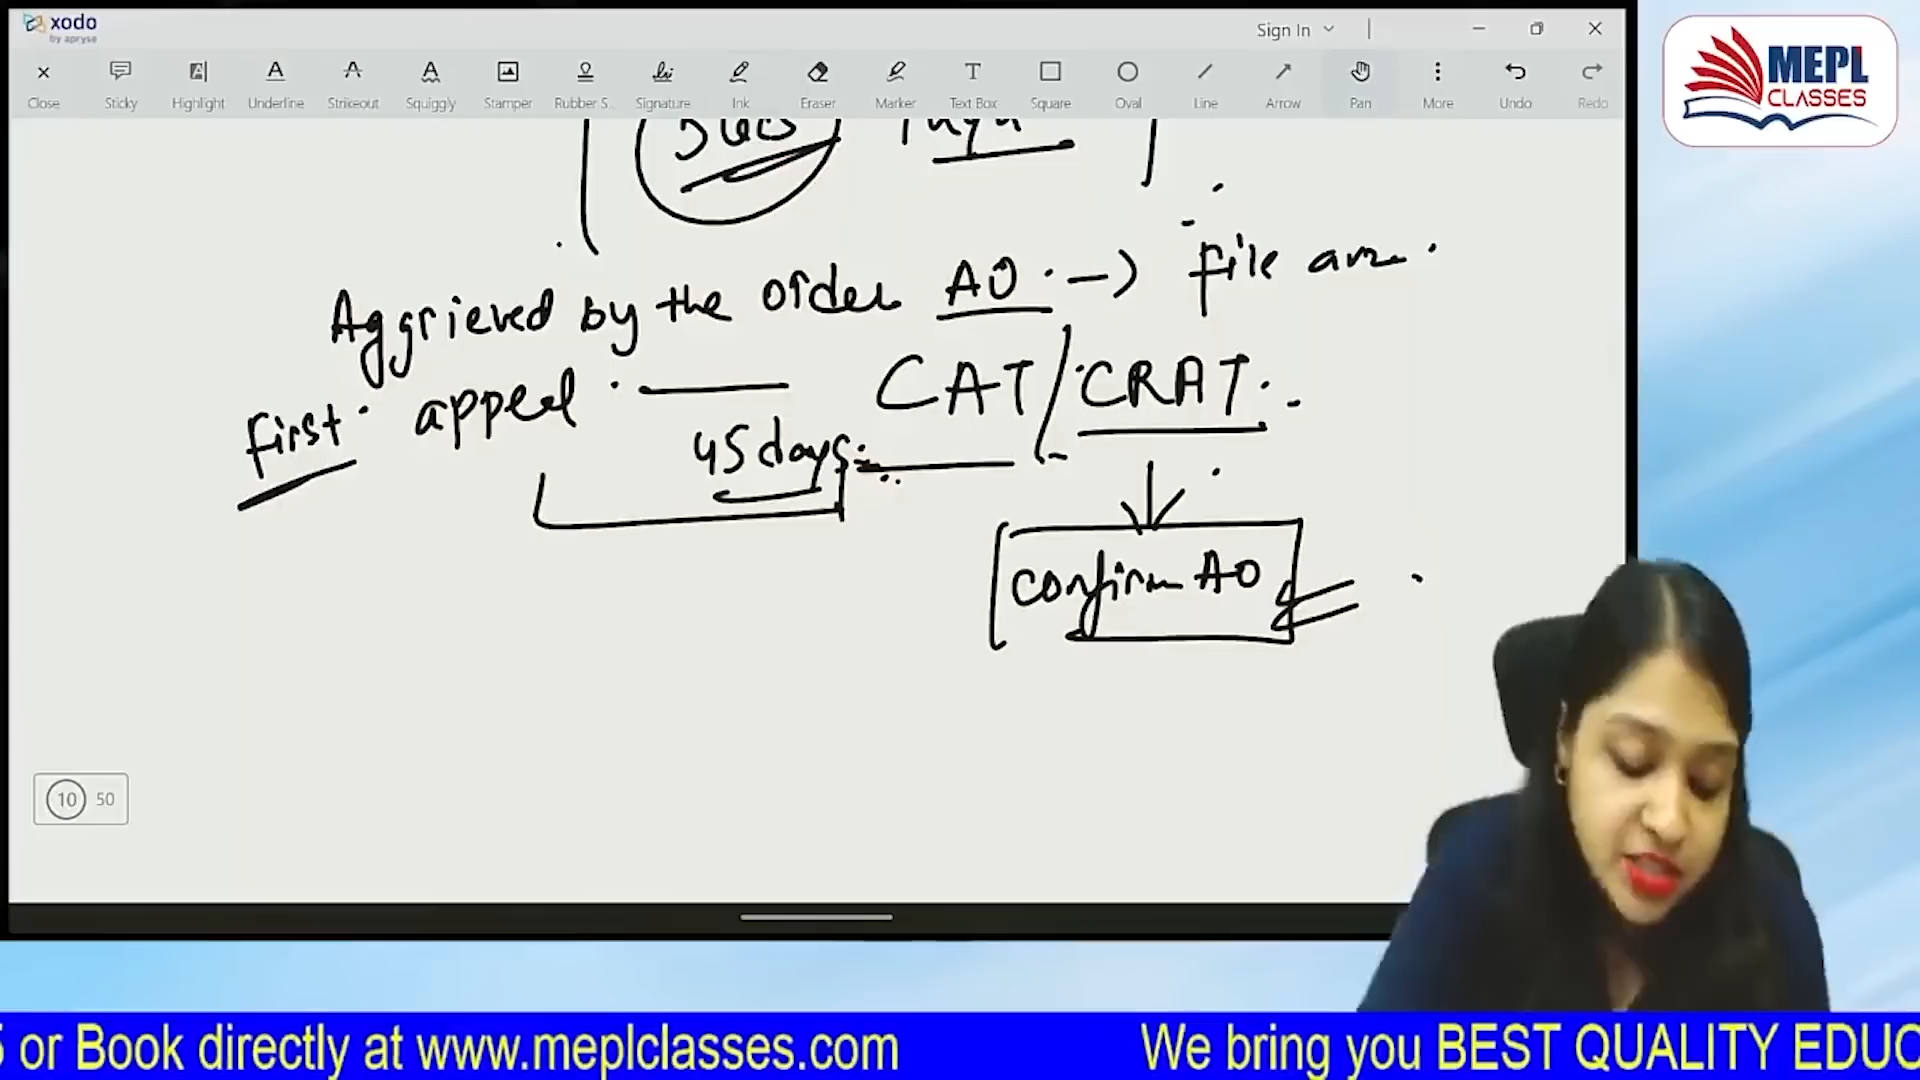 xodo
by apryse
Sign In
Close Sticky Highlight Underline Strikeout Squiggly Stamper Rubber S... Signature Ink Eraser Marker Text Box Square Oval Line Arrow Pan More Undo Redo
MEPL
CLASSES
Aggrieved by the order AO → file an
first appeal CAT/CRAT
45 days
confirm AO
10 50
5 or Book directly at www.meplclasses.com We bring you BEST QUALITY EDUC